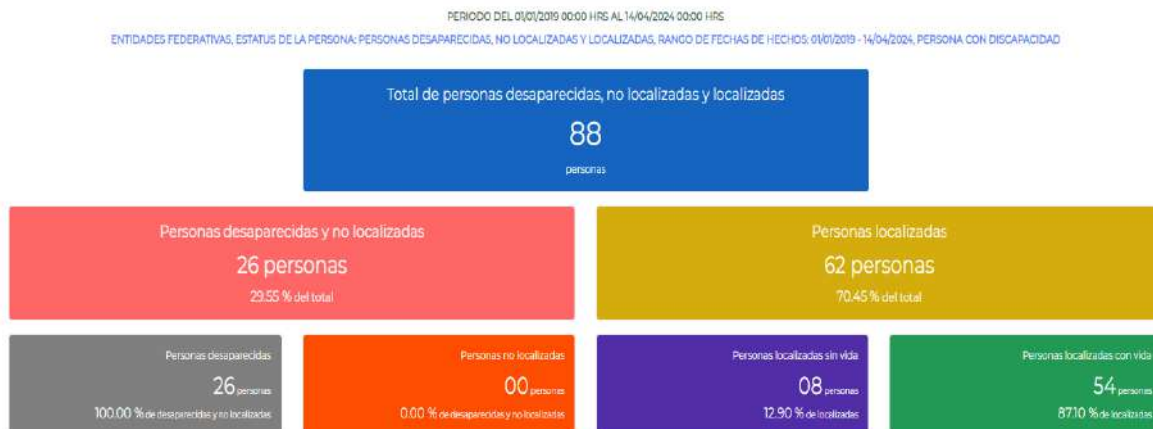 PERIODO DEL 01/01/2019 00:00 HRS AL 14/04/2024 00:00 HRS
ENTIDADES FEDERATIVAS, ESTATUS DE LA PERSONA: PERSONAS DESAPARECIDAS, NO LOCALIZADAS Y LOCALIZADAS, RANGO DE FECHAS DE HECHOS: 01/01/2019 - 14/04/2024, PERSONA CON DISCAPACIDAD
Total de personas desaparecidas, no localizadas y localizadas
88
personas
Personas desaparecidas y no localizadas
26 personas
29.55 % del total
Personas localizadas
62 personas
70.45 % del total
Personas desaparecidas
26 personas
100.00 % de desaparecidas y no localizadas
Personas no localizadas
00 personas
0.00 % de desaparecidas y no localizadas
Personas localizadas sin vida
08 personas
12.90 % de localizadas
Personas localizadas con vida
54 personas
87.10 % de localizadas